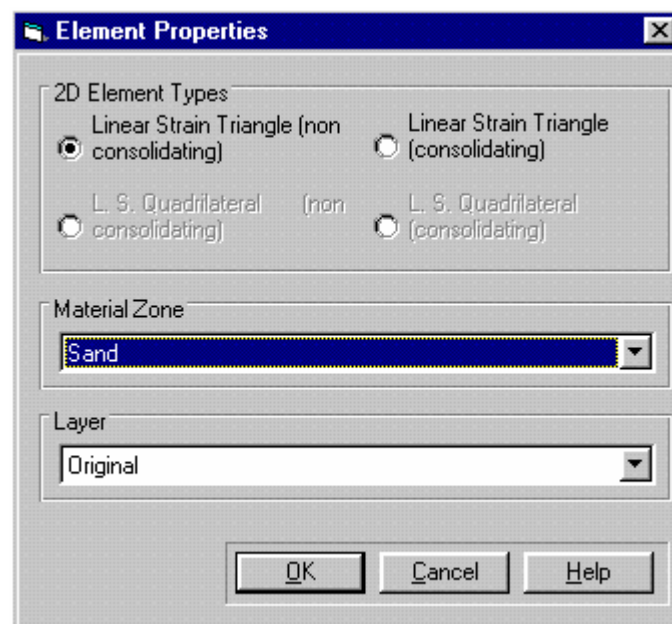 Element Properties
2D Element Types
Linear Strain Triangle (non
consolidating)
Linear Strain Triangle
(consolidating)
L. S. Quadrilateral (non
consolidating)
L. S. Quadrilateral
(consolidating)
Material Zone
Sand
Layer
Original
OK Cancel Help